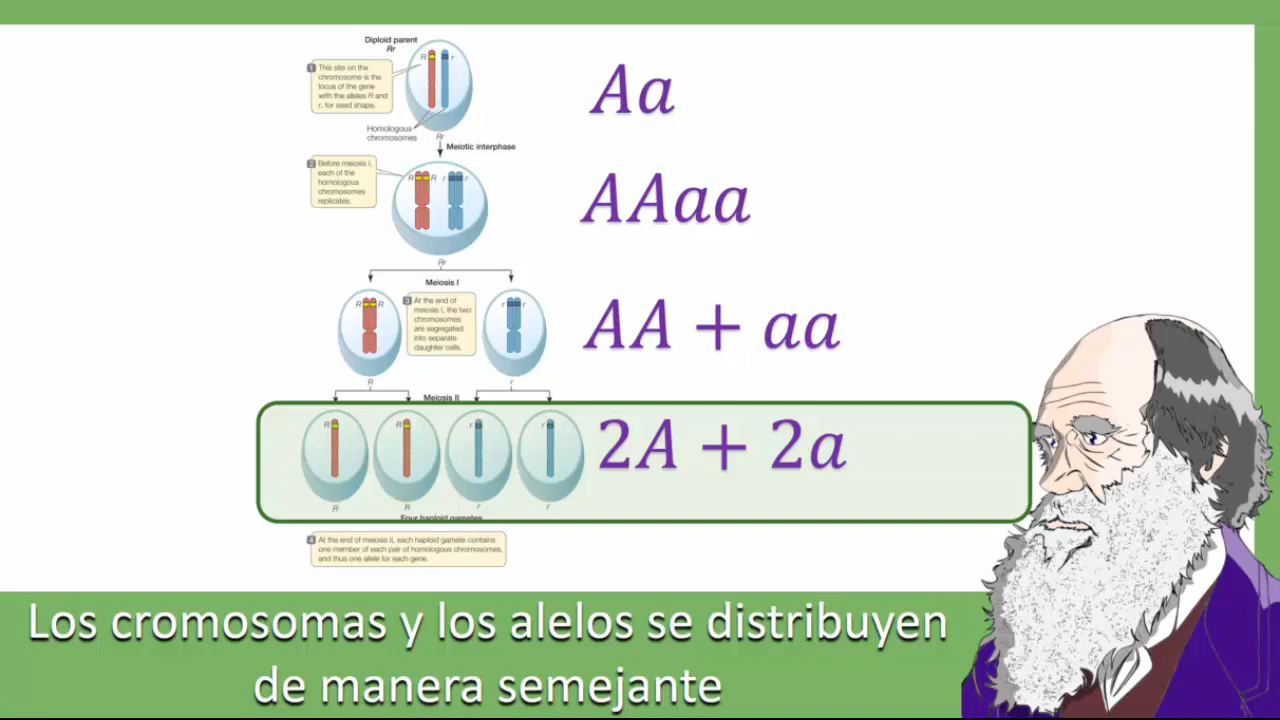 Diploid parent
Rr
R r
1 This site on the
chromosome is the
locus of the gene
with the alleles R and
r, for seed shape.
Homologous
chromosomes
Rr
Meiotic interphase
Aa
2 Before meiosis I,
each of the
homologous
chromosomes
replicates.
R R r r
AAaa
Rr
Meiosis I
R R
3 At the end of
meiosis I, the two
chromosomes
are segregated
into separate
daughter cells.
r r
AA + aa
R r
Meiosis II
R R r r
2A + 2a
R R r r
Four haploid gametes
4 At the end of meiosis II, each haploid gamete contains
one member of each pair of homologous chromosomes,
and thus one allele for each gene.
Los cromosomas y los alelos se distribuyen
de manera semejante